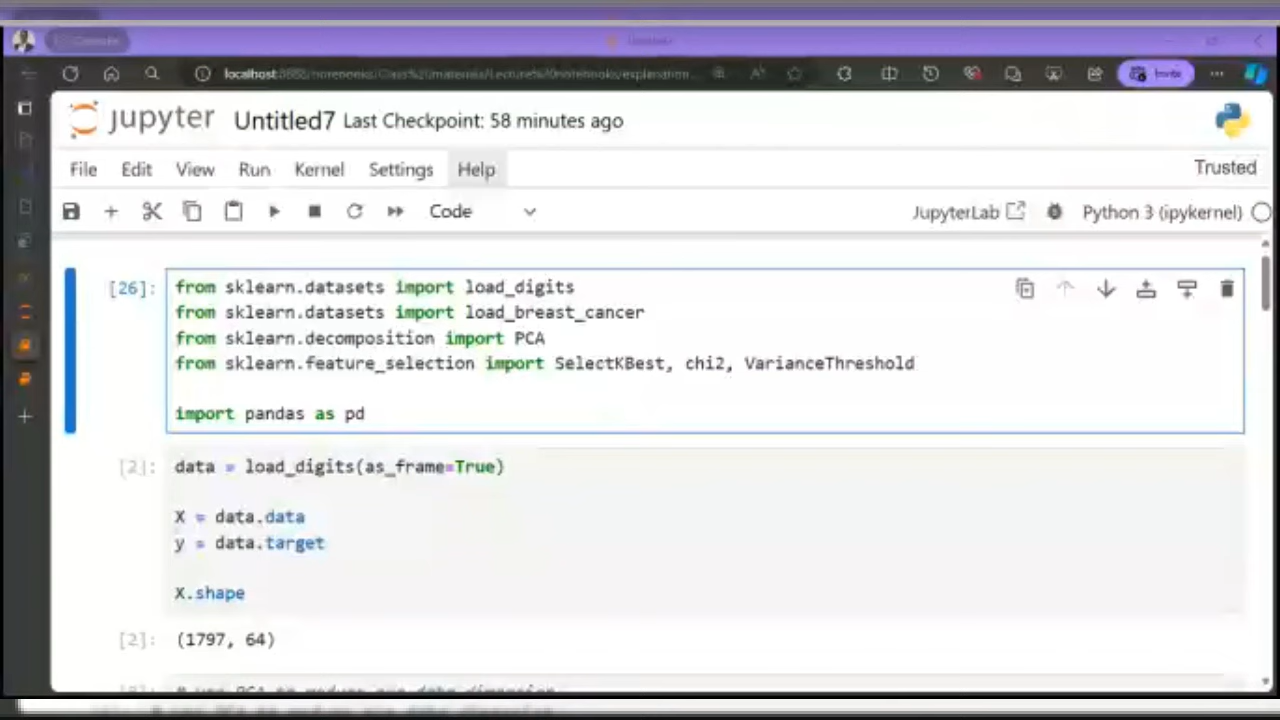 Jupyter Untitled7 Last Checkpoint: 58 minutes ago
File Edit View Run Kernel Settings Help Trusted
Code JupyterLab Python 3 (ipykernel)
Invite
[26]: from sklearn.datasets import load_digits
from sklearn.datasets import load_breast_cancer
from sklearn.decomposition import PCA
from sklearn.feature_selection import SelectKBest, chi2, VarianceThreshold
import pandas as pd
[2]: data = load_digits(as_frame=True)
X = data.data
y = data.target
X.shape
[2]: (1797, 64)